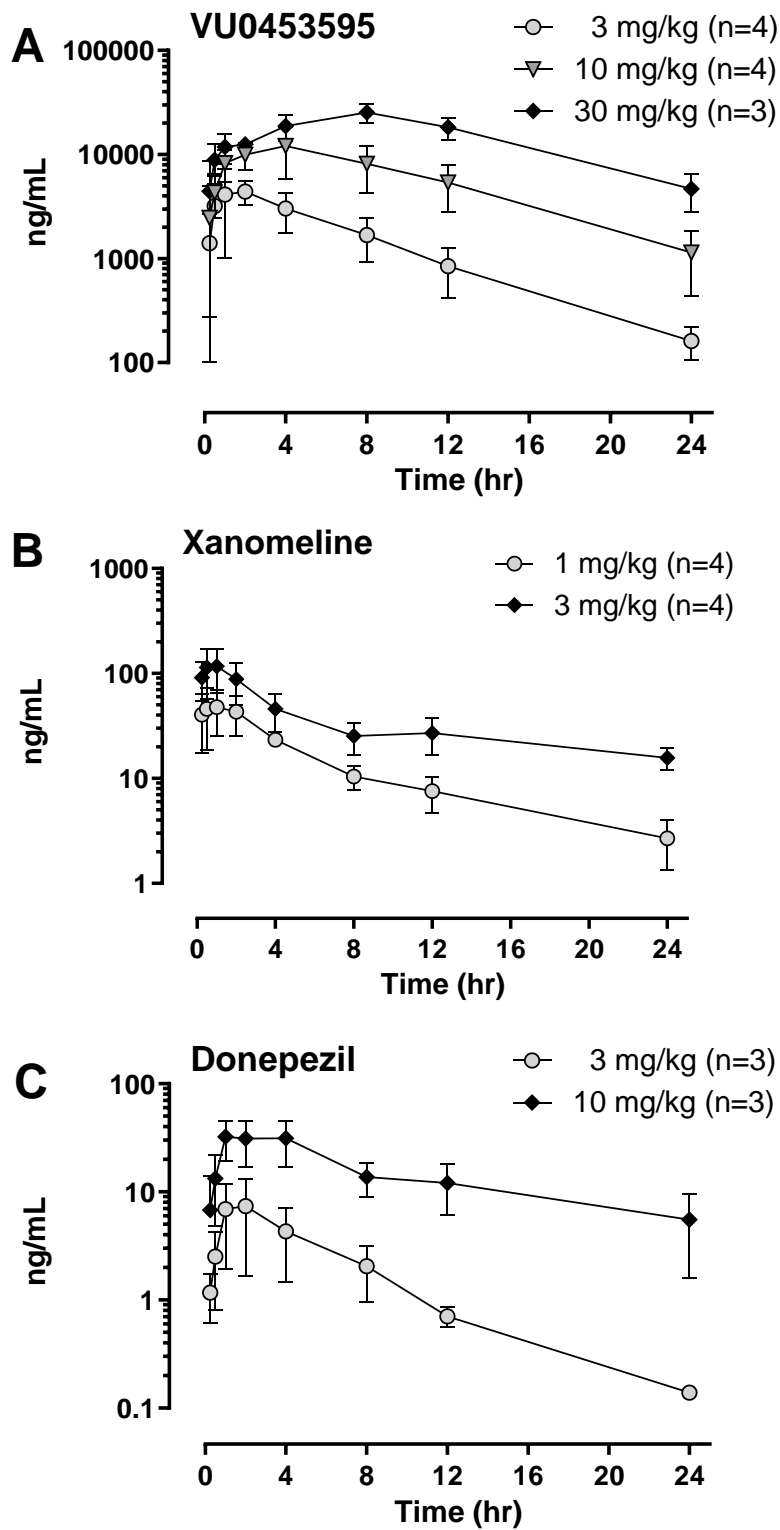 A
VU0453595
3 mg/kg (n=4)
10 mg/kg (n=4)
30 mg/kg (n=3)
100000
10000
1000
100
ng/mL
0 4 8 12 16 20 24
Time (hr)
B
Xanomeline
1 mg/kg (n=4)
3 mg/kg (n=4)
1000
100
10
1
ng/mL
0 4 8 12 16 20 24
Time (hr)
C
Donepezil
3 mg/kg (n=3)
10 mg/kg (n=3)
100
10
1
0.1
ng/mL
0 4 8 12 16 20 24
Time (hr)